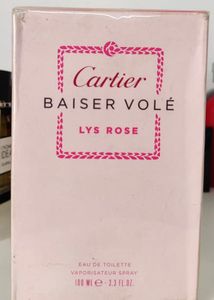 Cartier
BAISER VOLÉ
LYS ROSE
EAU DE TOILETTE
VAPORISATEUR SPRAY
100 ML e - 3.3 FL.OZ.